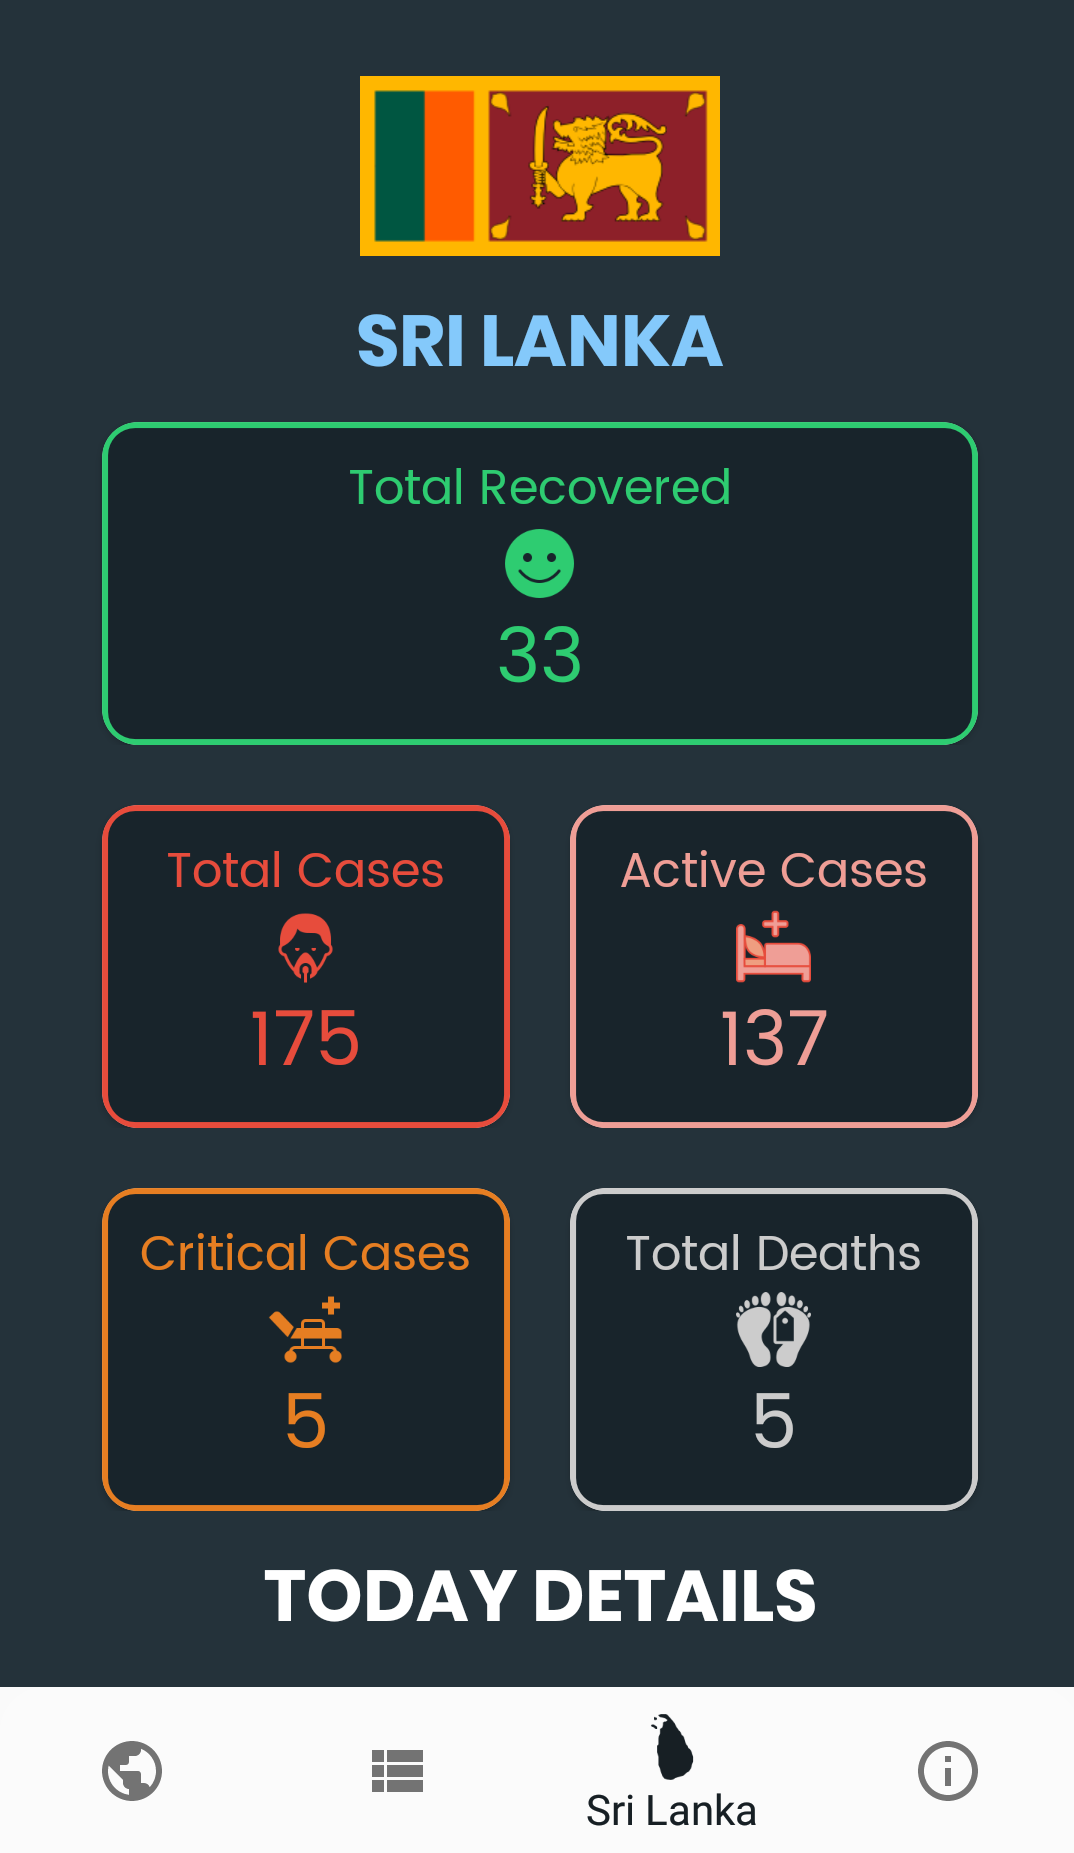 SRI LANKA
Total Recovered
33
Total Cases
175
Active Cases
137
Critical Cases
5
Total Deaths
5
TODAY DETAILS
Sri Lanka